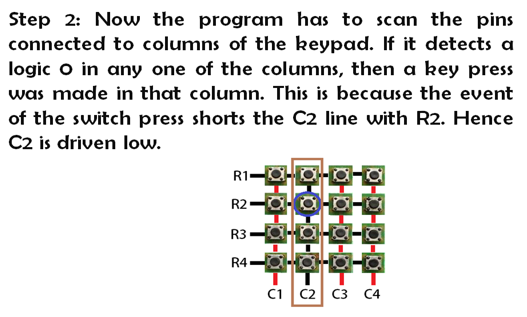 Step 2: Now the program has to scan the pins
connected to columns of the keypad. If it detects a
logic 0 in any one of the columns, then a key press
was made in that column. This is because the event
of the switch press shorts the C2 line with R2. Hence
C2 is driven low.
R1
R2
R3
R4
C1 C2 C3 C4